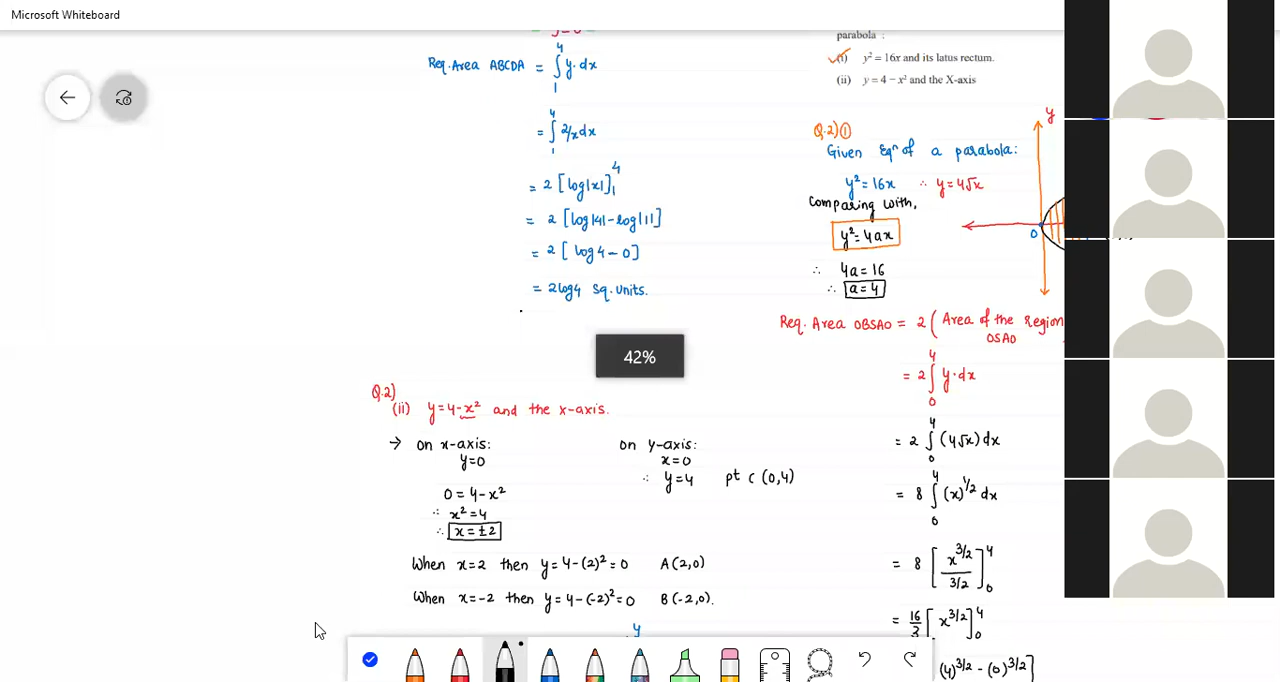 Microsoft Whiteboard
Req. Area ABCDA = ∫₁⁴ y·dx
= ∫₁⁴ 2/x dx
= 2 [log|x|]₁⁴
= 2 [log|4|-log|1|]
= 2 [log4-0]
= 2log4 Sq.units.
parabola :
(i) y² = 16x and its latus rectum.
(ii) y = 4 − x² and the X-axis
Q.2)①
Given Eqⁿ of a parabola:
y²=16x ∴ y=4√x
Comparing with,
y²=4ax
∴ 4a=16
∴ a=4
y
0
Req. Area OBSAO = 2 ( Area of the region
OSAO
= 2 ∫₀⁴ y·dx
= 2 ∫₀⁴ (4√x) dx
= 8 ∫₀⁴ (x)^1/2 dx
= 8 [x^3/2 / 3/2]₀⁴
= 16/3 [x^3/2]₀⁴
(4)^3/2 - (0)^3/2]
42%
Q.2)
(ii) y=4-x² and the x-axis.
→ on x-axis:
y=0
0=4-x²
∴ x²=4
∴ x=±2
on y-axis:
x=0
∴ y=4 pt c (0,4)
When x=2 then y=4-(2)²=0 A(2,0)
When x=-2 then y=4-(-2)²=0 B(-2,0).
y